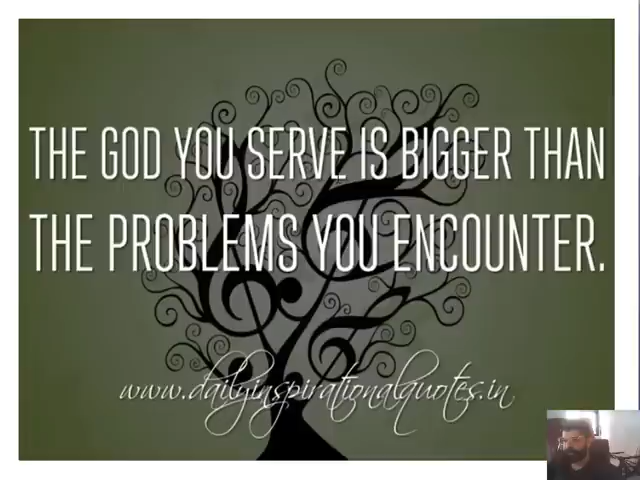 THE GOD YOU SERVE IS BIGGER THAN
THE PROBLEMS YOU ENCOUNTER.
www.dailyinspirationalquotes.in